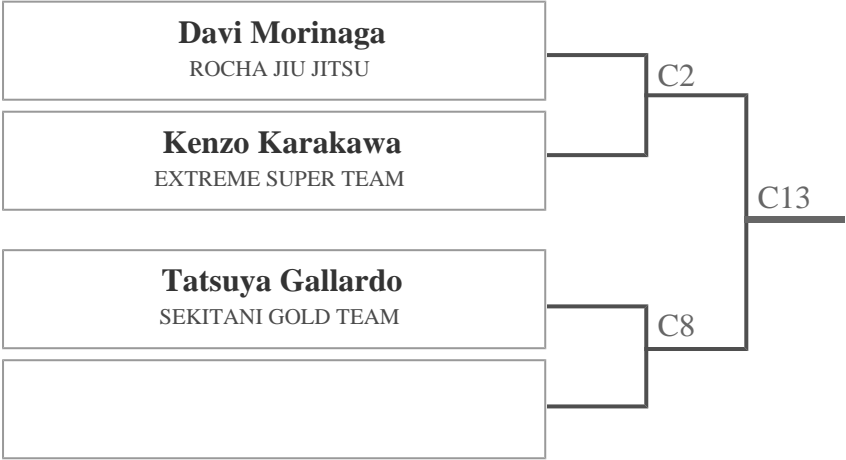 Davi Morinaga
ROCHA JIU JITSU
C2
Kenzo Karakawa
EXTREME SUPER TEAM
C13
Tatsuya Gallardo
SEKITANI GOLD TEAM
C8